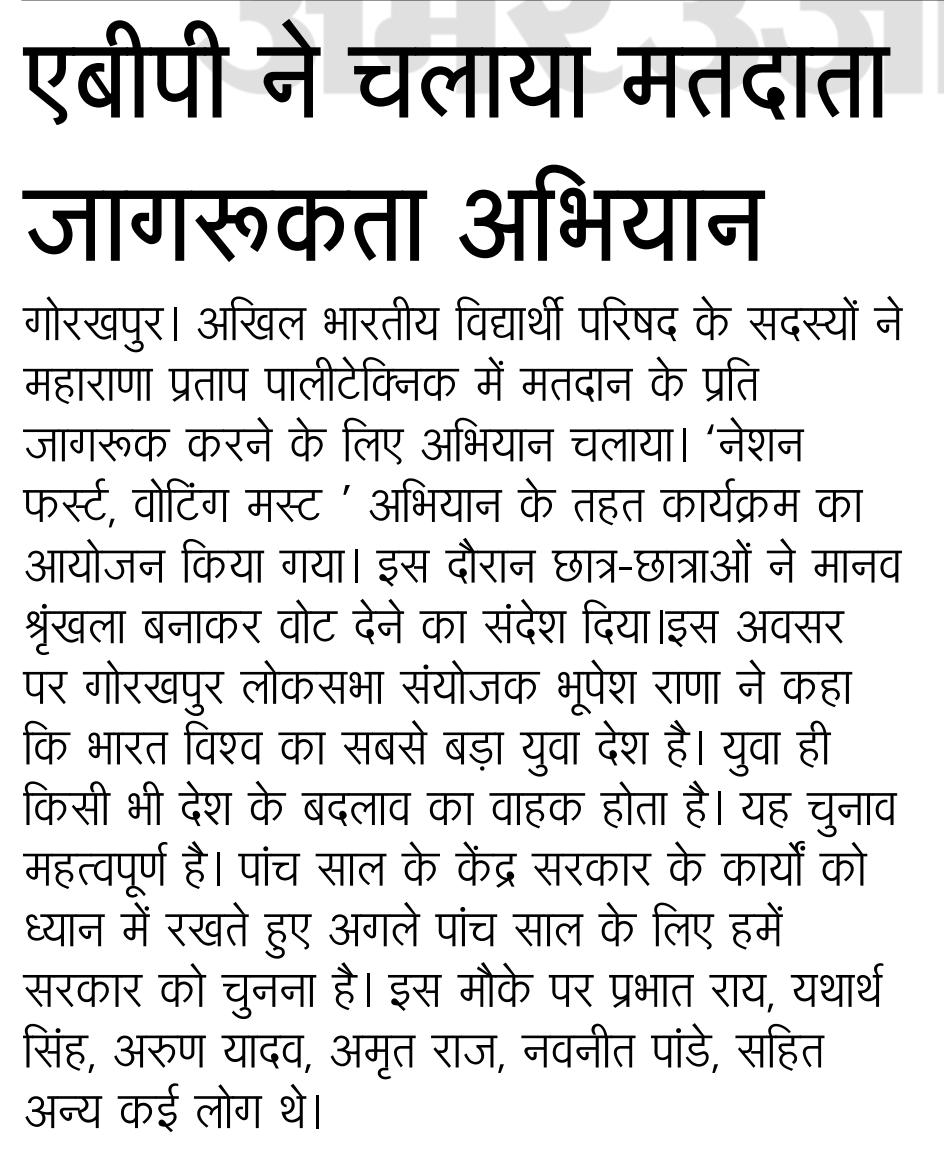 एबीपी ने चलाया मतदाता
जागरूकता अभियान
गोरखपुर। अखिल भारतीय विद्यार्थी परिषद के सदस्यों ने
महाराणा प्रताप पालीटेक्निक में मतदान के प्रति
जागरूक करने के लिए अभियान चलाया। ‘नेशन
फर्स्ट, वोटिंग मस्ट ’ अभियान के तहत कार्यक्रम का
आयोजन किया गया। इस दौरान छात्र-छात्राओं ने मानव
श्रृंखला बनाकर वोट देने का संदेश दिया।इस अवसर
पर गोरखपुर लोकसभा संयोजक भूपेश राणा ने कहा
कि भारत विश्व का सबसे बड़ा युवा देश है। युवा ही
किसी भी देश के बदलाव का वाहक होता है। यह चुनाव
महत्वपूर्ण है। पांच साल के केंद्र सरकार के कार्यों को
ध्यान में रखते हुए अगले पांच साल के लिए हमें
सरकार को चुनना है। इस मौके पर प्रभात राय, यथार्थ
सिंह, अरुण यादव, अमृत राज, नवनीत पांडे, सहित
अन्य कई लोग थे।